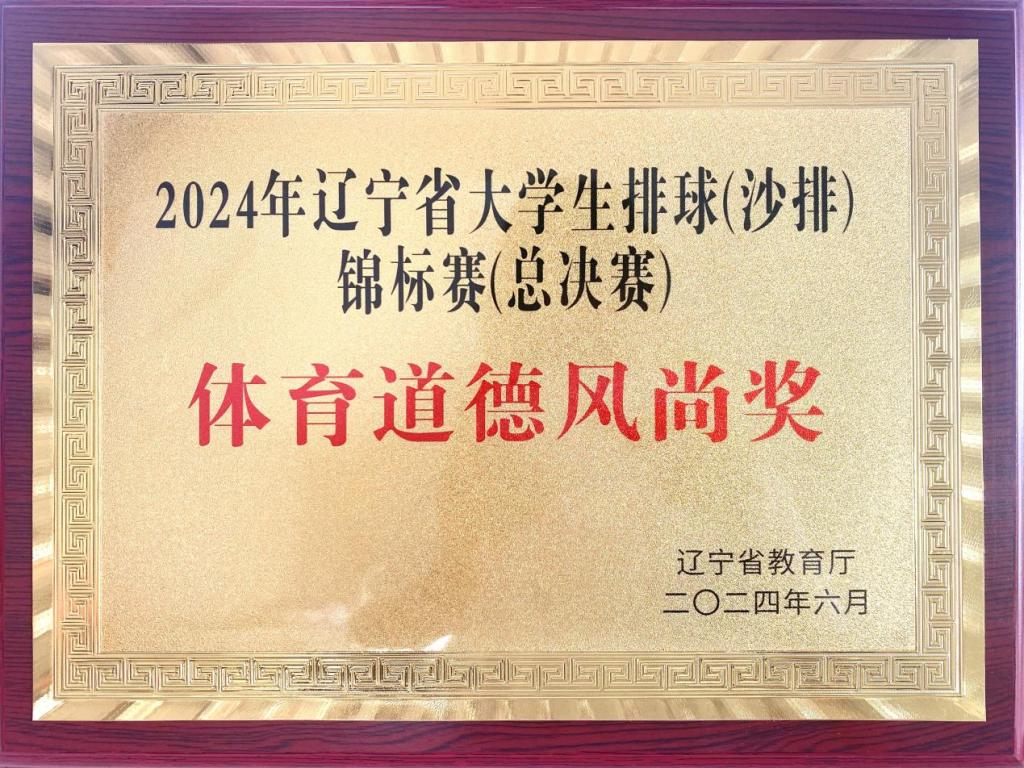 2024年辽宁省大学生排球(沙排)
锦标赛(总决赛)
体育道德风尚奖
辽宁省教育厅
二〇二四年六月